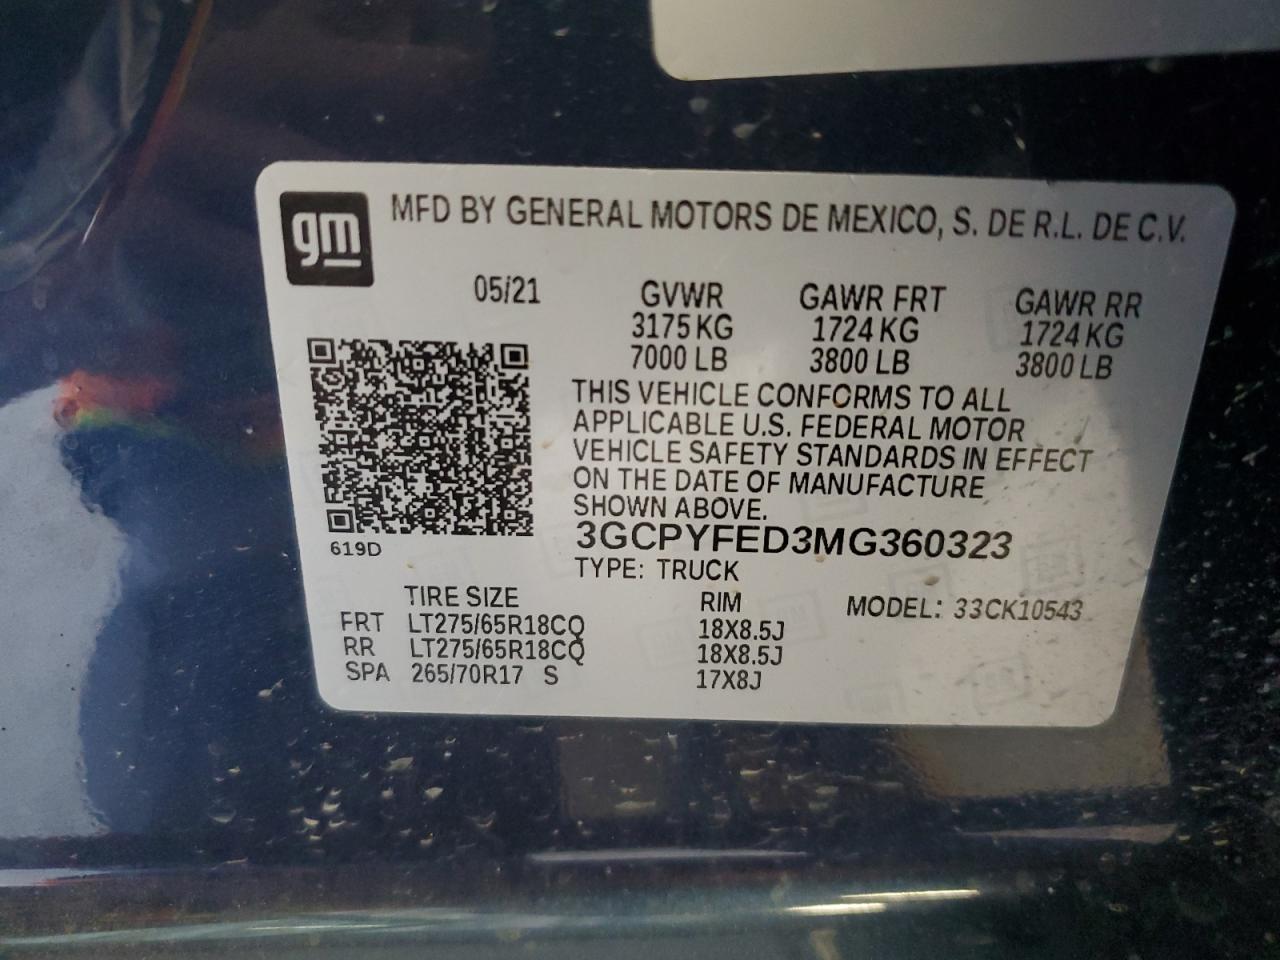 gm
MFD BY GENERAL MOTORS DE MEXICO, S. DE R.L. DE C.V.
05/21 GVWR GAWR FRT GAWR RR
3175 KG 1724 KG 1724 KG
7000 LB 3800 LB 3800 LB
THIS VEHICLE CONFORMS TO ALL
APPLICABLE U.S. FEDERAL MOTOR
VEHICLE SAFETY STANDARDS IN EFFECT
ON THE DATE OF MANUFACTURE
SHOWN ABOVE.
3GCPYFED3MG360323
619D
TYPE: TRUCK
TIRE SIZE RIM MODEL: 33CK10543
FRT LT275/65R18CQ 18X8.5J
RR LT275/65R18CQ 18X8.5J
SPA 265/70R17 S 17X8J